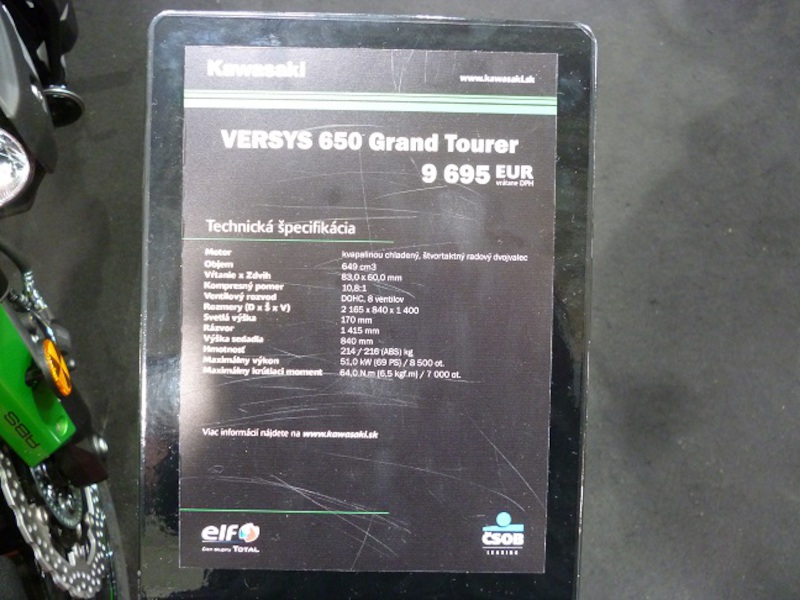 Kawasaki
www.kawasaki.sk
VERSYS 650 Grand Tourer
9 695 EUR
vrátane DPH
Technická špecifikácia
Motor kvapalinou chladený, štvortaktný radový dvojvalec
Objem 649 cm3
Vŕtanie x Zdvih 83,0 x 60,0 mm
Kompresný pomer 10,8:1
Ventilový rozvod DOHC, 8 ventilov
Rozmery (D x Š x V) 2 165 x 840 x 1 400
Svetlá výška 170 mm
Rázvor 1 415 mm
Výška sedadla 840 mm
Hmotnosť 214 / 216 (ABS) kg
Maximálny výkon 51,0 kW (69 PS) / 8 500 ot.
Maximálny krútiaci moment 64,0 N.m (6,5 kgf.m) / 7 000 ot.
Viac informácií nájdete na www.kawasaki.sk
elf
Člen skupiny TOTAL
ČSOB
LEASING
ABS